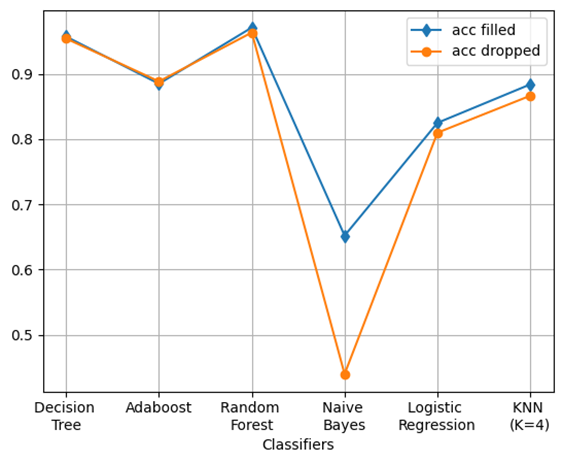 acc filled
acc dropped
0.9
0.8
0.7
0.6
0.5
Decision Tree
Adaboost
Random Forest
Naive Bayes
Logistic Regression
KNN (K=4)
Classifiers